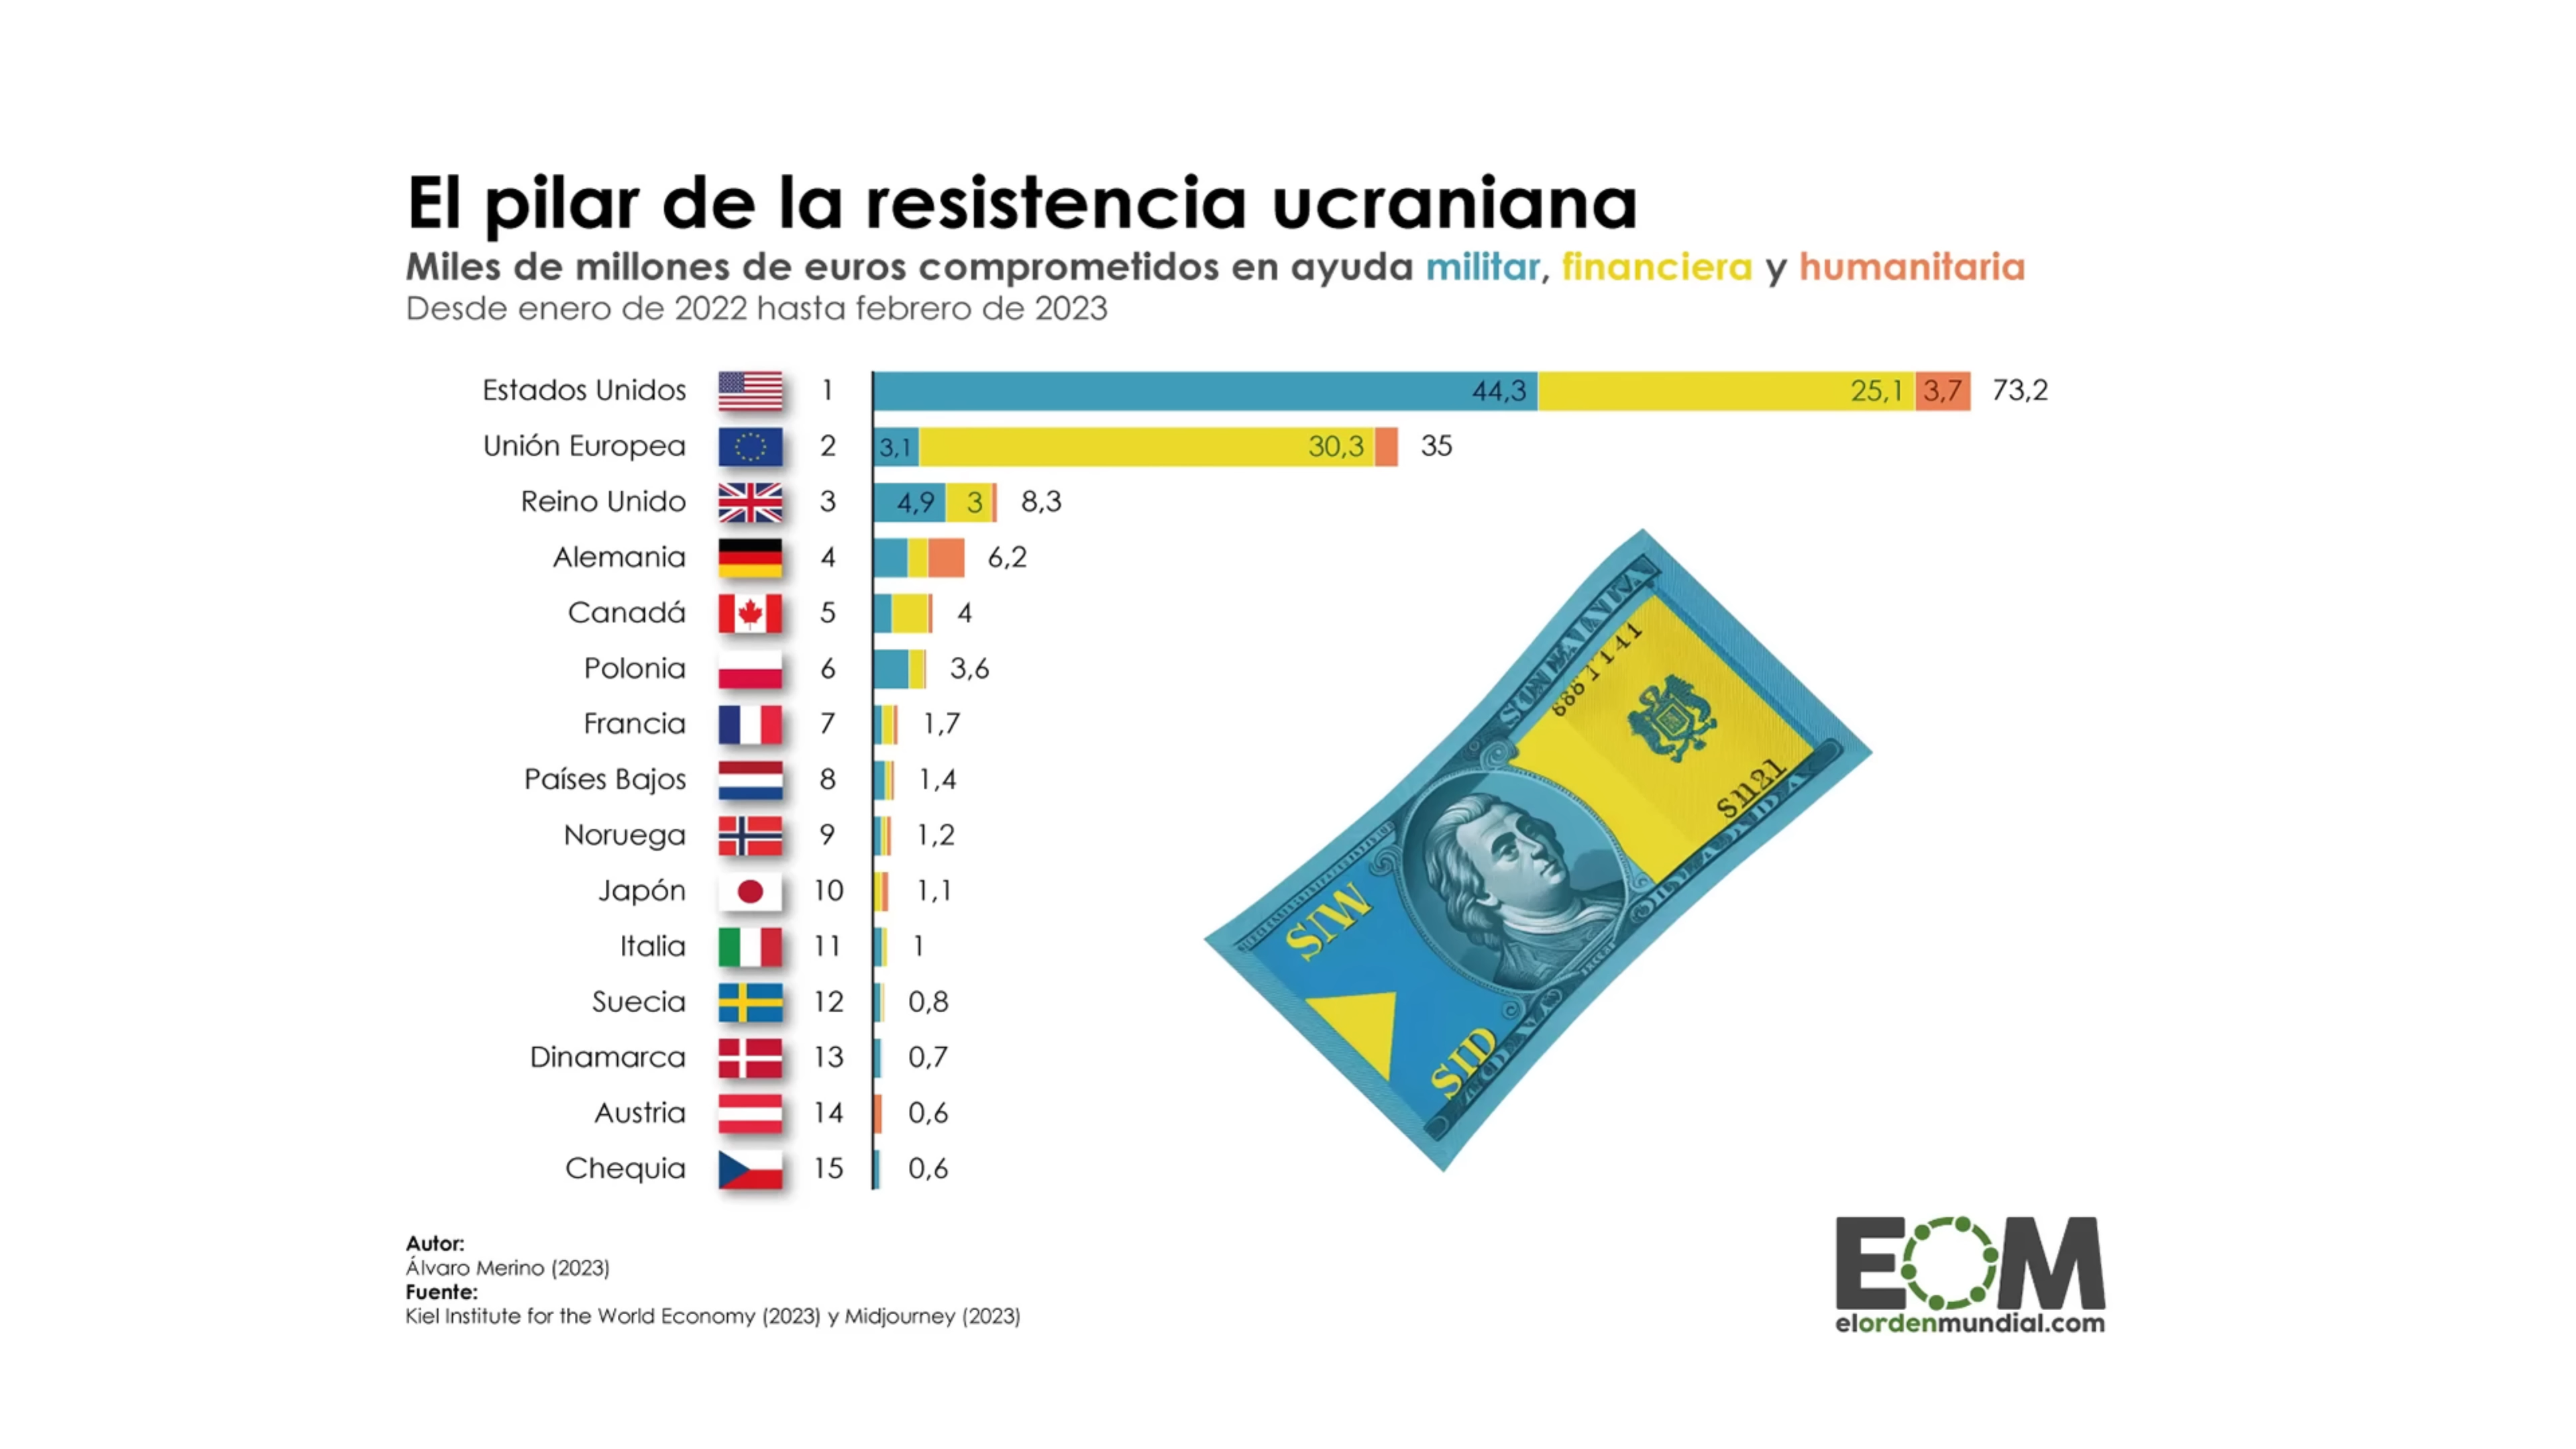 El pilar de la resistencia ucraniana
Miles de millones de euros comprometidos en ayuda militar, financiera y humanitaria
Desde enero de 2022 hasta febrero de 2023
Estados Unidos 1 44,3 25,1 3,7 73,2
Unión Europea 2 3,1 30,3 35
Reino Unido 3 4,9 3 8,3
Alemania 4 6,2
Canadá 5 4
Polonia 6 3,6
Francia 7 1,7
Países Bajos 8 1,4
Noruega 9 1,2
Japón 10 1,1
Italia 11 1
Suecia 12 0,8
Dinamarca 13 0,7
Austria 14 0,6
Chequia 15 0,6
SIW
SID
Autor:
Álvaro Merino (2023)
Fuente:
Kiel Institute for the World Economy (2023) y Midjourney (2023)
EOM
elordenmundial.com